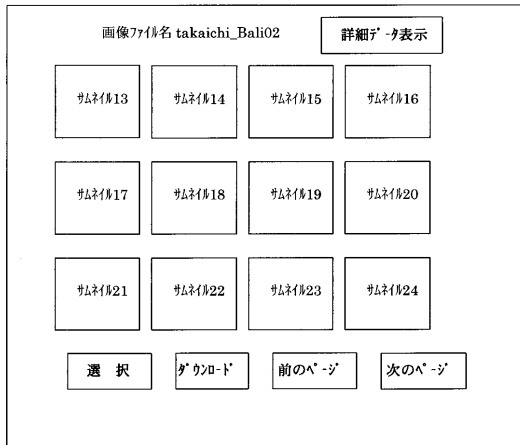 画像ﾌｧｲﾙ名 takaichi_Bali02 詳細ﾃﾞｰﾀ表示
ｻﾑﾈｲﾙ13 ｻﾑﾈｲﾙ14 ｻﾑﾈｲﾙ15 ｻﾑﾈｲﾙ16
ｻﾑﾈｲﾙ17 ｻﾑﾈｲﾙ18 ｻﾑﾈｲﾙ19 ｻﾑﾈｲﾙ20
ｻﾑﾈｲﾙ21 ｻﾑﾈｲﾙ22 ｻﾑﾈｲﾙ23 ｻﾑﾈｲﾙ24
選　択 ﾀﾞｳﾝﾛｰﾄﾞ 前のﾍﾟｰｼﾞ 次のﾍﾟｰｼﾞ